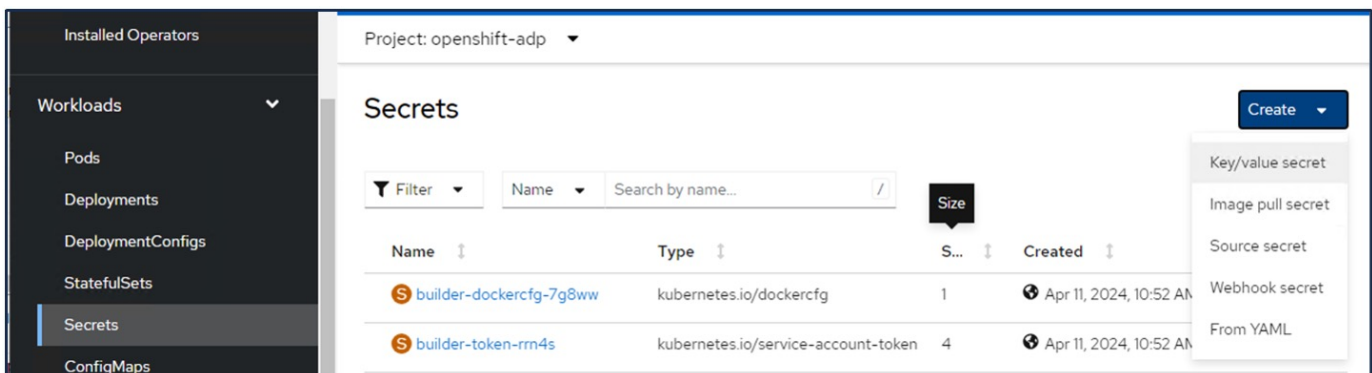 Installed Operators
Workloads
Pods
Deployments
DeploymentConfigs
StatefulSets
Secrets
ConfigMaps
Project: openshift-adp
Secrets
Create
Key/value secret
Image pull secret
Source secret
Webhook secret
From YAML
Filter
Name
Search by name...
/
Size
Name Type S... Created
S builder-dockercfg-7g8ww kubernetes.io/dockercfg 1 Apr 11, 2024, 10:52 AM
S builder-token-rrn4s kubernetes.io/service-account-token 4 Apr 11, 2024, 10:52 AM